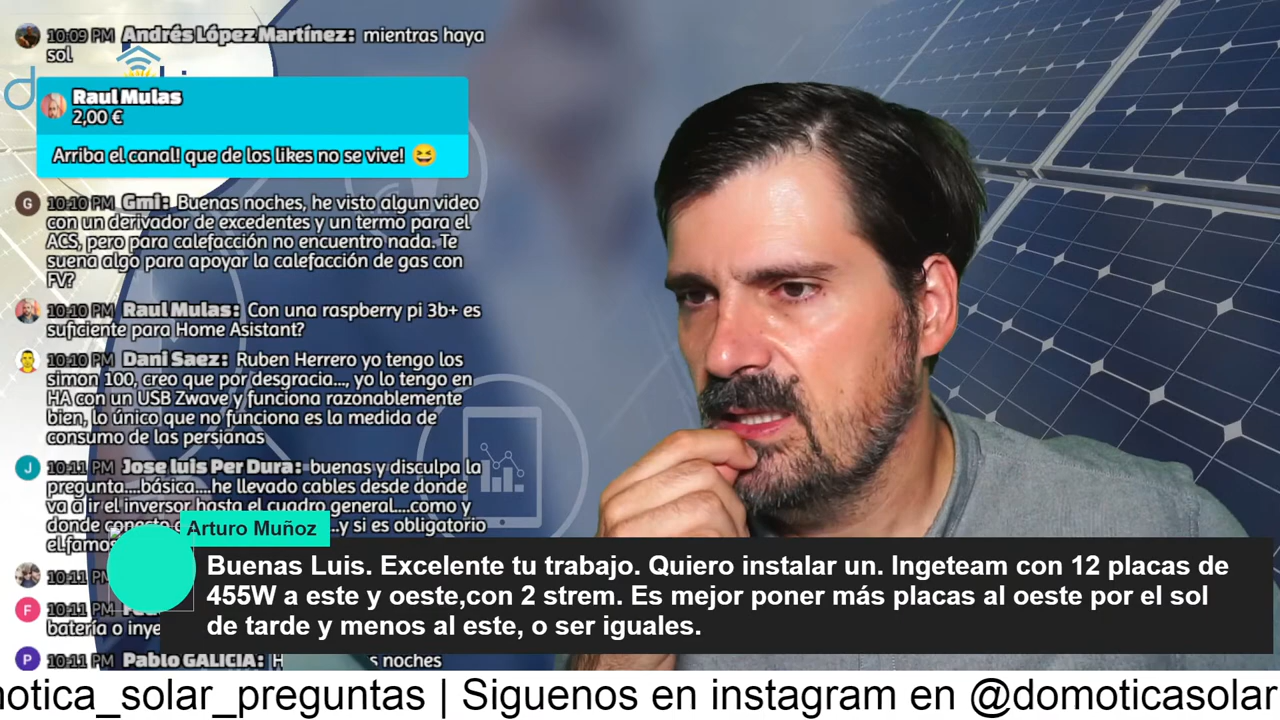 10:09 PM Andrés López Martínez: mientras haya
sol
Raul Mulas
2,00 €
Arriba el canal! que de los likes no se vive! 😆
G 10:10 PM Gmi: Buenas noches, he visto algun video
con un derivador de excedentes y un termo para el
ACS, pero para calefacción no encuentro nada. Te
suena algo para apoyar la calefacción de gas con
FV?
10:10 PM Raul Mulas: Con una raspberry pi 3b+ es
suficiente para Home Asistant?
10:10 PM Dani Saez: Ruben Herrero yo tengo los
simon 100, creo que por desgracia..., yo lo tengo en
HA con un USB Zwave y funciona razonablemente
bien, lo único que no funciona es la medida de
consumo de las persianas
J 10:11 PM Jose luis Per Dura: buenas y disculpa la
pregunta....básica....he llevado cables desde donde
va a ir el inversor hasta el cuadro general....como y
donde ...y si es obligatorio
el
Arturo Muñoz
Buenas Luis. Excelente tu trabajo. Quiero instalar un. Ingeteam con 12 placas de
455W a este y oeste,con 2 strem. Es mejor poner más placas al oeste por el sol
de tarde y menos al este, o ser iguales.
10:11
F 10:11 PM
batería o
P 10:11 PM Pablo GALICIA: noches
motica_solar_preguntas | Siguenos en instagram en @domoticasolar